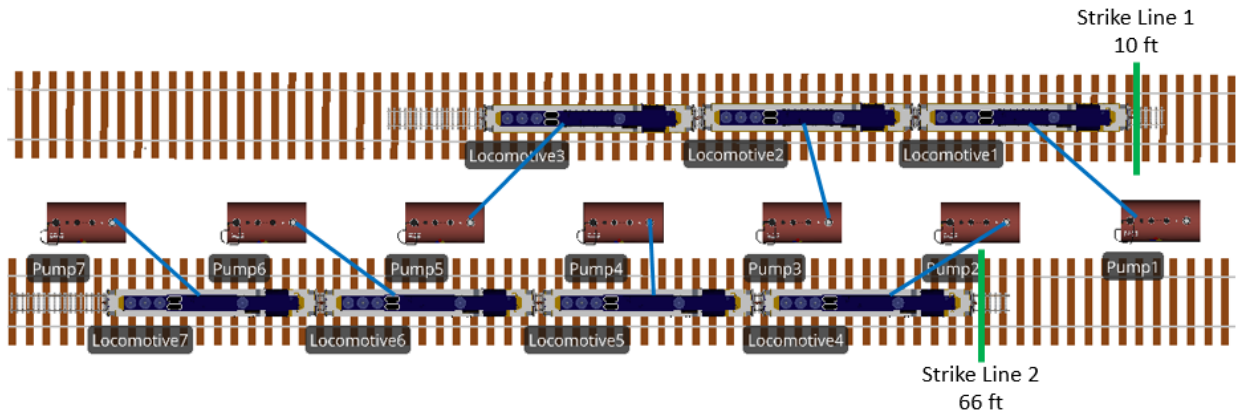 Strike Line 1
10 ft
Locomotive3
Locomotive2
Locomotive1
Pump7
Pump6
Pump5
Pump4
Pump3
Pump2
Pump1
Locomotive7
Locomotive6
Locomotive5
Locomotive4
Strike Line 2
66 ft